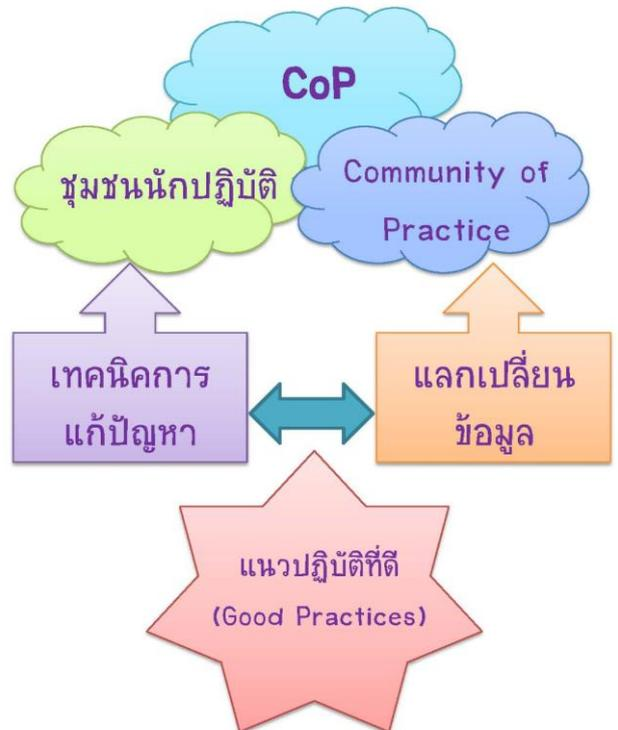 CoP
ชุมชนนักปฏิบัติ
Community of
Practice
เทคนิคการ
แก้ปัญหา
แลกเปลี่ยน
ข้อมูล
แนวปฏิบัติที่ดี
(Good Practices)